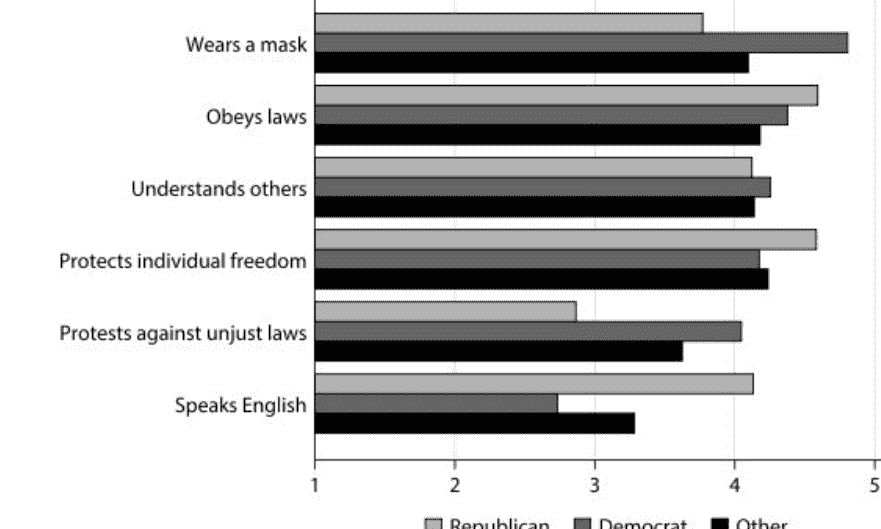 Wears a mask
Obeys laws
Understands others
Protects individual freedom
Protests against unjust laws
Speaks English
1 2 3 4 5
Republican Democrat Other